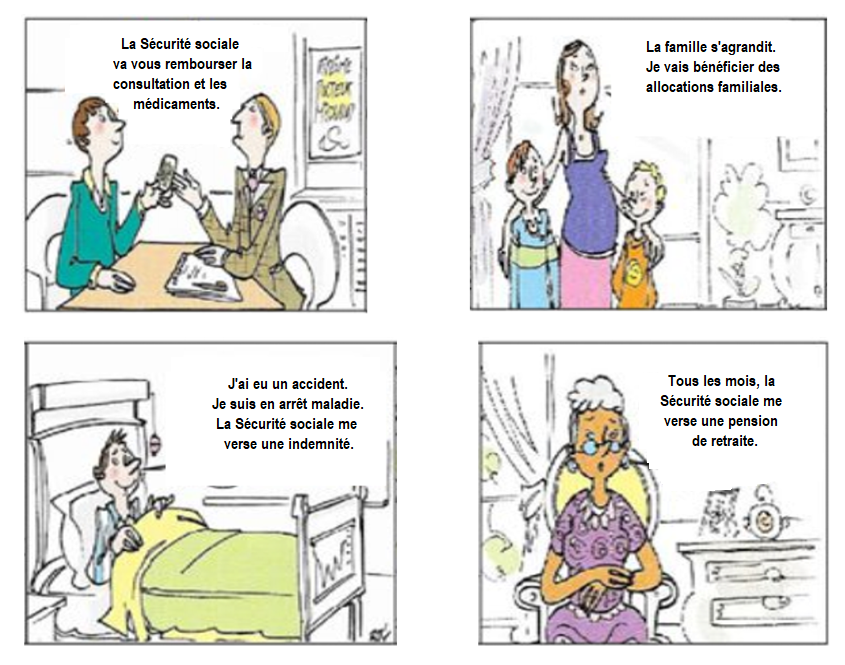 La Sécurité sociale
va vous rembourser la
consultation et les
médicaments.
La famille s'agrandit.
Je vais bénéficier des
allocations familiales.
J'ai eu un accident.
Je suis en arrêt maladie.
La Sécurité sociale me
verse une indemnité.
Tous les mois, la
Sécurité sociale me
verse une pension
de retraite.